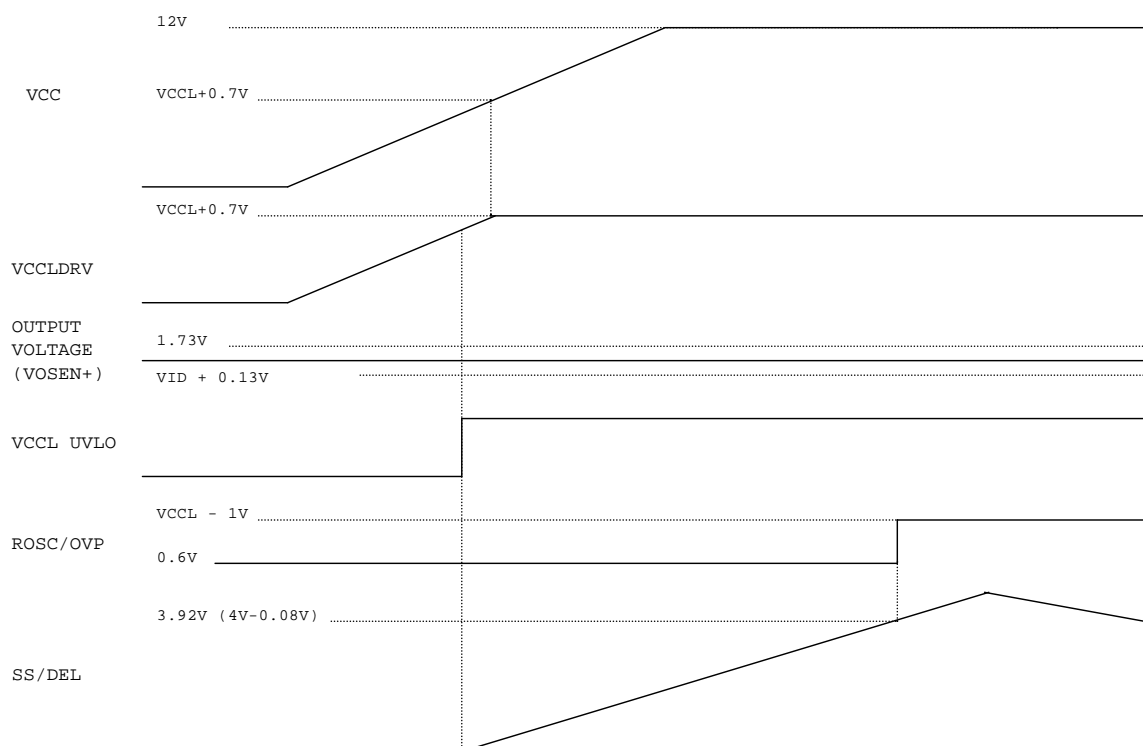 12V
VCC
VCCL+0.7V
VCCL+0.7V
VCCLDRV
OUTPUT
VOLTAGE
(VOSEN+)
1.73V
VID + 0.13V
VCCL UVLO
VCCL - 1V
ROSC/OVP
0.6V
3.92V (4V-0.08V)
SS/DEL